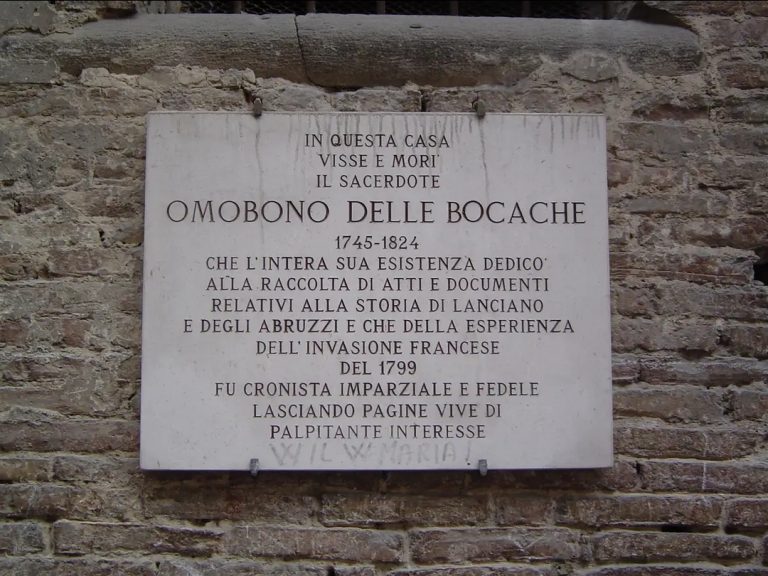 IN QUESTA CASA
VISSE E MORI'
IL SACERDOTE
OMOBONO DELLE BOCACHE
1745-1824
CHE L'INTERA SUA ESISTENZA DEDICO'
ALLA RACCOLTA DI ATTI E DOCUMENTI
RELATIVI ALLA STORIA DI LANCIANO
E DEGLI ABRUZZI E CHE DELLA ESPERIENZA
DELL'INVASIONE FRANCESE
DEL 1799
FU CRONISTA IMPARZIALE E FEDELE
LASCIANDO PAGINE VIVE DI
PALPITANTE INTERESSE
MARIA!